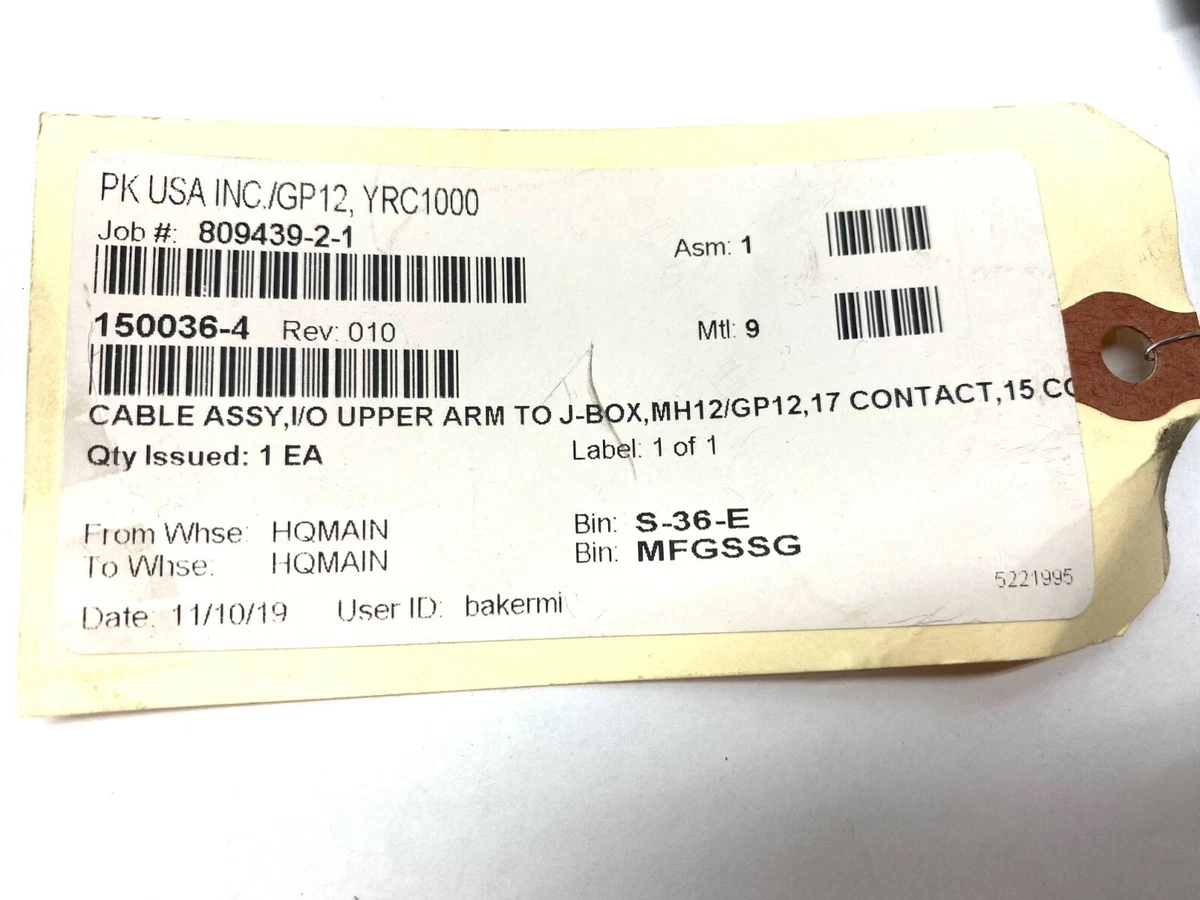 PK USA INC./GP12, YRC1000
Job #: 809439-2-1
Asm: 1
150036-4 Rev: 010
Mtl: 9
CABLE ASSY,I/O UPPER ARM TO J-BOX,MH12/GP12,17 CONTACT,15 CO
Qty Issued: 1 EA
Label: 1 of 1
From Whse: HQMAIN
Bin: S-36-E
To Whse: HQMAIN
Bin: MFGSSG
5221995
Date: 11/10/19 User ID: bakermi